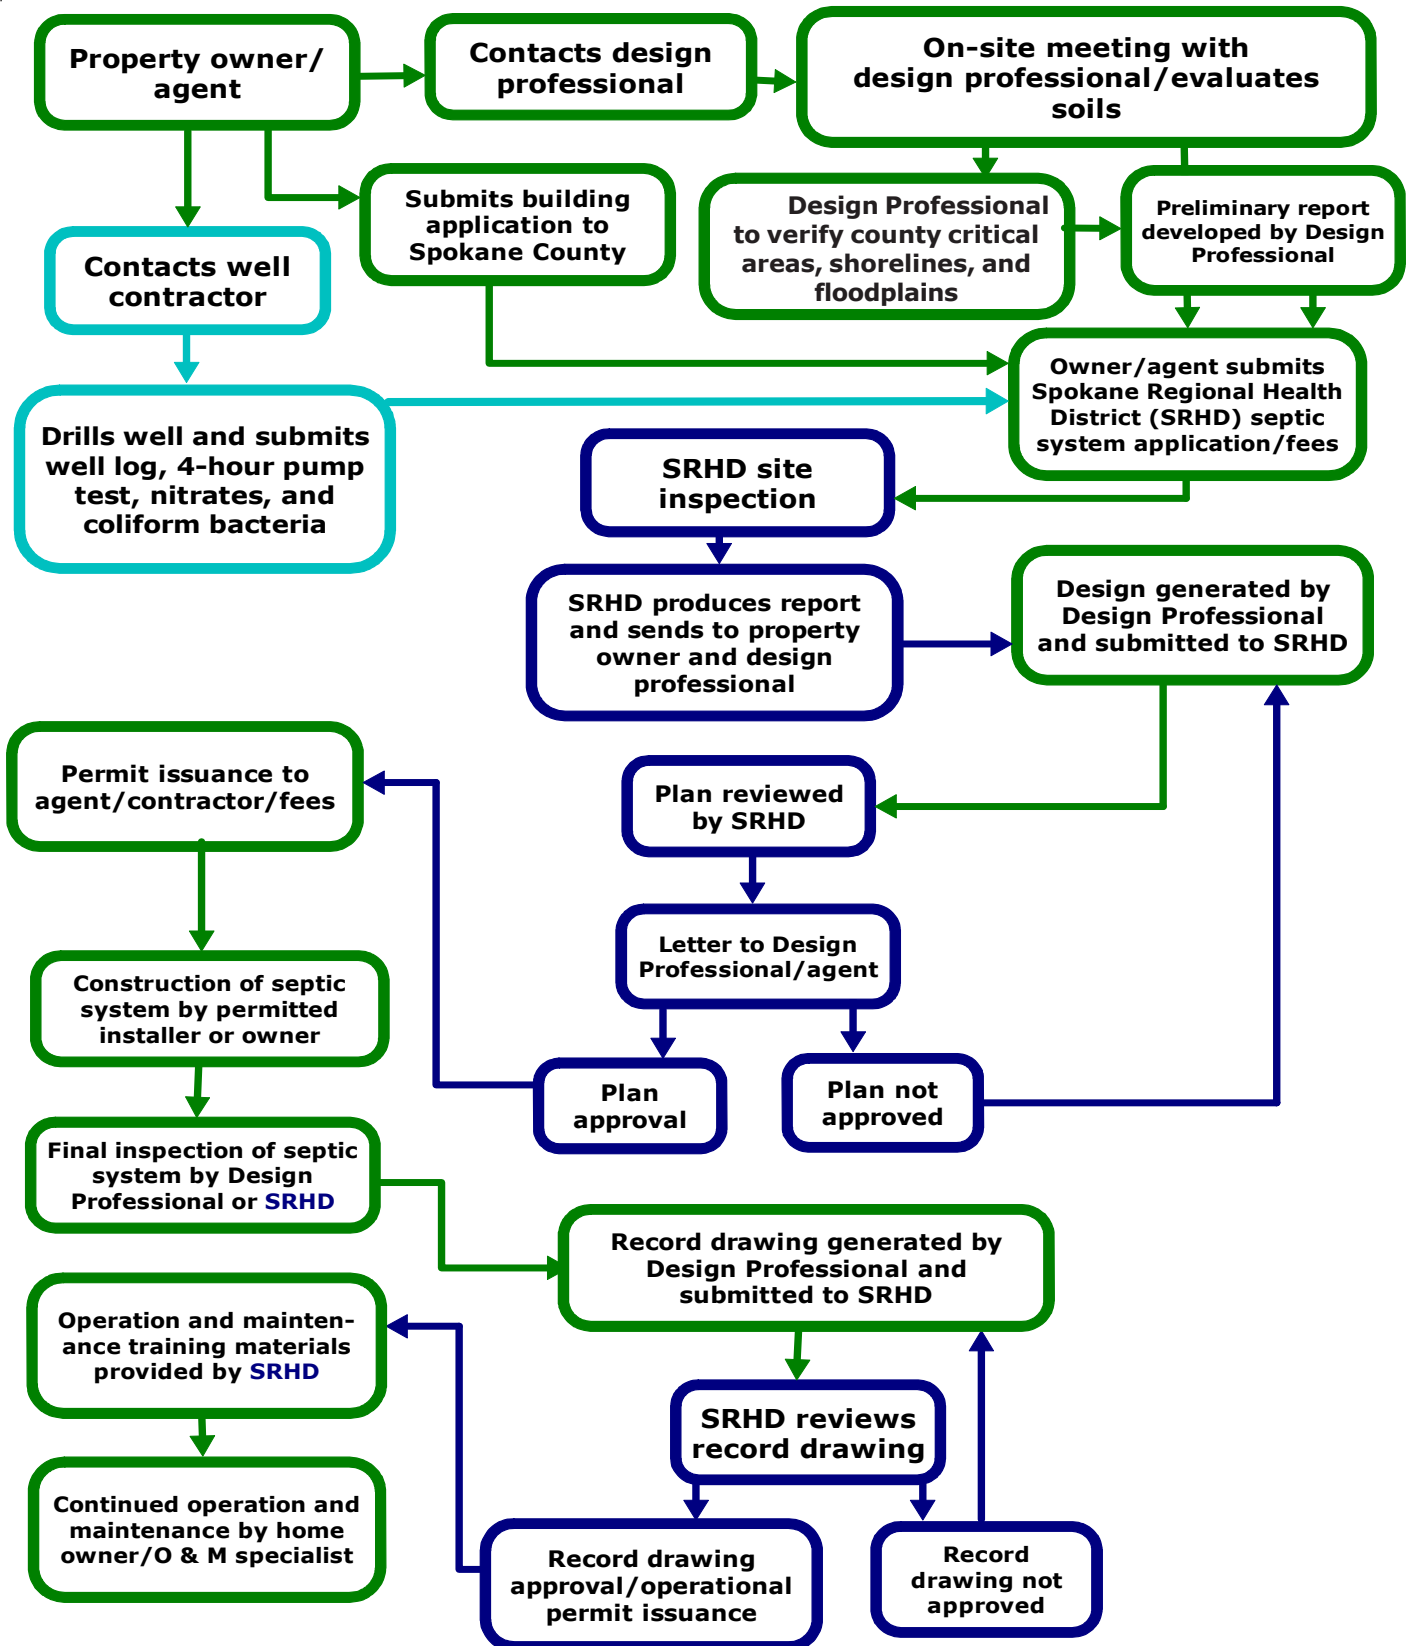 Property owner/
agent
Contacts design
professional
On-site meeting with
design professional/evaluates
soils
Submits building
application to
Spokane County
Design Professional
to verify county critical
areas, shorelines, and
floodplains
Preliminary report
developed by Design
Professional
Contacts well
contractor
Owner/agent submits
Spokane Regional Health
District (SRHD) septic
system application/fees
Drills well and submits
well log, 4-hour pump
test, nitrates, and
coliform bacteria
SRHD site
inspection
SRHD produces report
and sends to property
owner and design
professional
Design generated by
Design Professional
and submitted to SRHD
Permit issuance to
agent/contractor/fees
Plan reviewed
by SRHD
Letter to Design
Professional/agent
Construction of septic
system by permitted
installer or owner
Plan
approval
Plan not
approved
Final inspection of septic
system by Design
Professional or SRHD
Record drawing generated by
Design Professional and
submitted to SRHD
Operation and mainten-
ance training materials
provided by SRHD
SRHD reviews
record drawing
Continued operation and
maintenance by home
owner/O & M specialist
Record drawing
approval/operational
permit issuance
Record
drawing not
approved